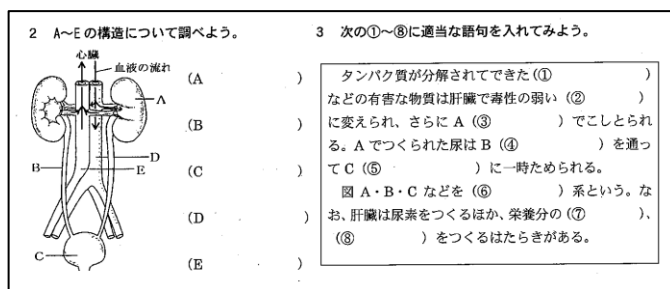 2 A~Eの構造について調べよう。
心臓
血液の流れ
A
B
D
E
C
(A )
(B )
(C )
(D )
(E )
3 次の①~⑧に適当な語句を入れてみよう。
タンパク質が分解されてできた(① )
などの有害な物質は肝臓で毒性の弱い(② )
に変えられ、さらにA(③ )でこしとられ
る。Aでつくられた尿はB(④ )を通っ
てC(⑤ )に一時ためられる。
図A・B・Cなどを(⑥ )系という。な
お、肝臓は尿素をつくるほか、栄養分の(⑦ )、
(⑧ )をつくるはたらきがある。